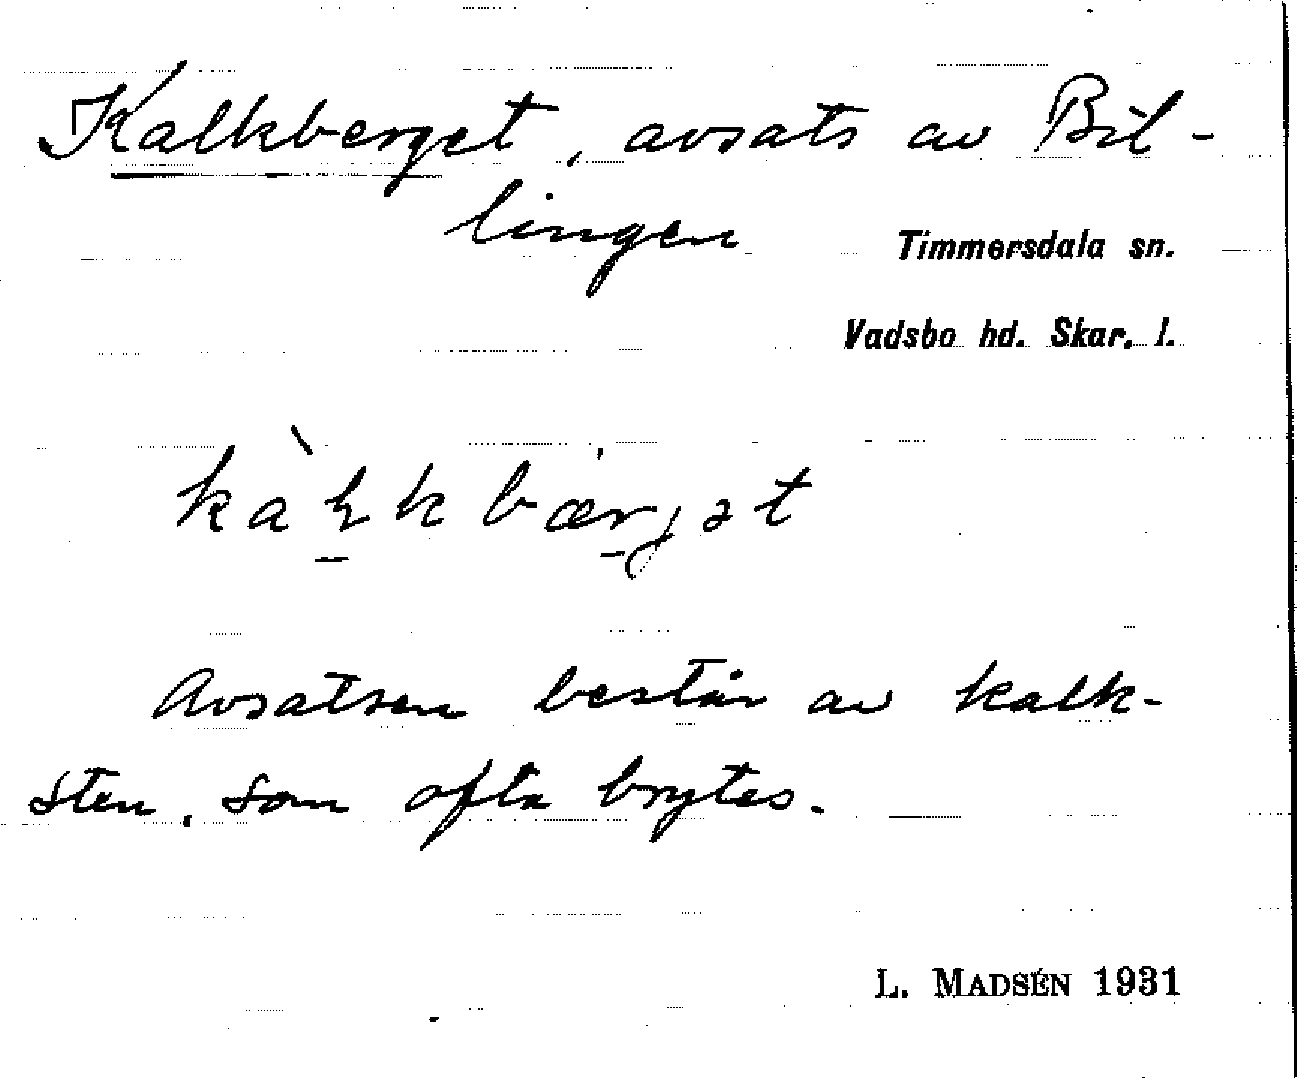 Kalkberget, avsats av Bil-
lingen
Timmersdala sn.
Vadsbo hd. Skar. l.
Avsatsen består av kalk-
sten, som ofta brytes.
L. MADSÉN 1931